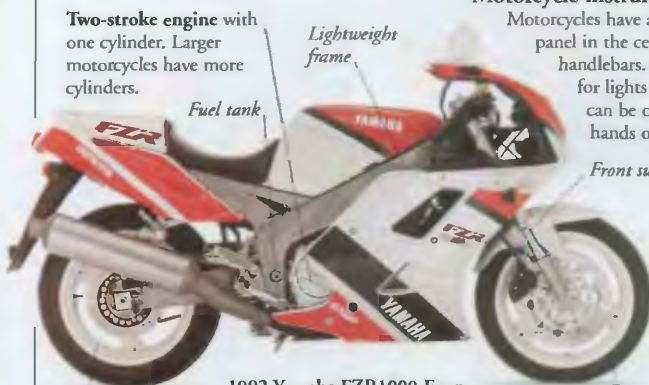 Two-stroke engine with
one cylinder. Larger
motorcycles have more
cylinders.
Lightweight
frame
Fuel tank
Motorcycles have a
panel in the ce
handlebars.
for lights
can be o
hands o
Front su
FZR
YAMAHA
FZR
YAMAHA